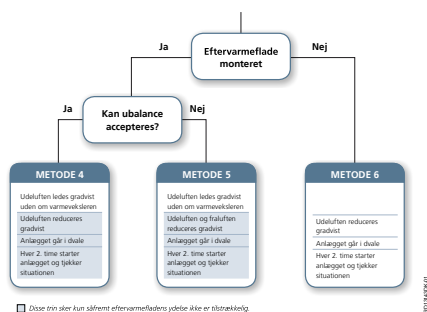 Ja
Nej
Eftervarmeflade
monteret
Ja
Nej
Kan ubalance
accepteres?
METODE 4
Udeluften ledes gradvist
uden om varmeveksleren
Udeluften reduceres
gradvist
Anlægget går i dvale
Hver 2. time starter
anlægget og tjekker
situationen
METODE 5
Udeluften ledes gradvist
uden om varmeveksleren
Udeluften og fraluften
reduceres gradvist
Anlægget går i dvale
Hver 2. time starter
anlægget og tjekker
situationen
METODE 6
Udeluften reduceres
gradvist
Anlægget går i dvale
Hver 2. time starter
anlægget og tjekker
situationen
Disse trin sker kun såfremt eftervarmefladens ydelse ikke er tilstrækkelig.